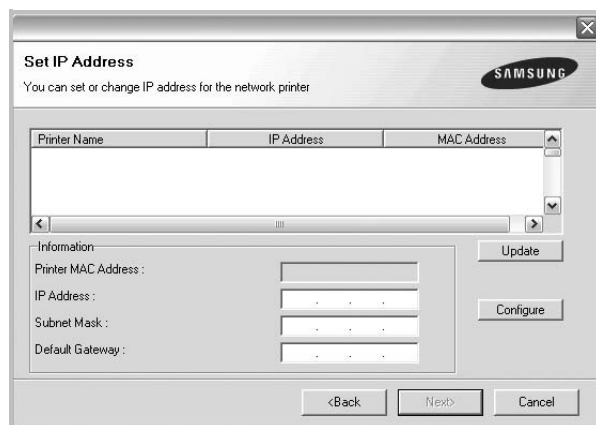 Set IP Address
You can set or change IP address for the network printer
SAMSUNG
Printer Name IP Address MAC Address
Information
Update
Printer MAC Address :
IP Address :
Configure
Subnet Mask :
Default Gateway :
<Back Next> Cancel